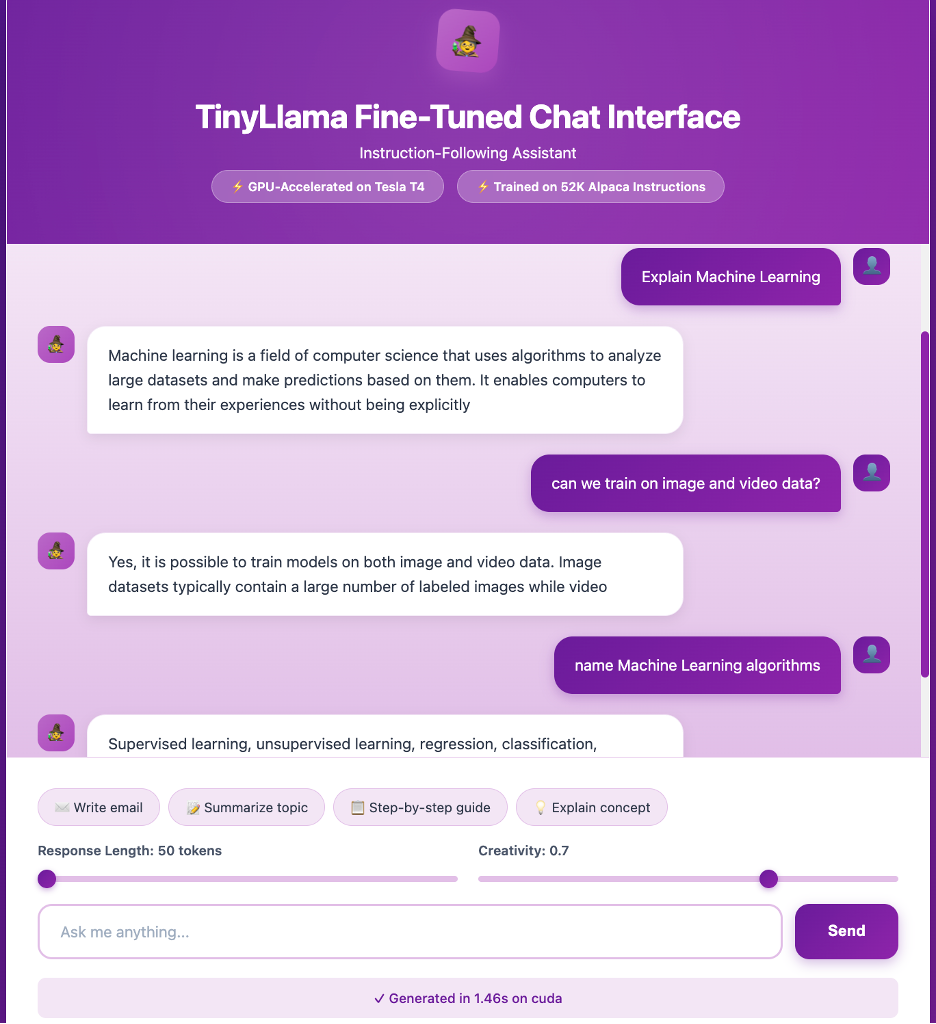 TinyLlama Fine-Tuned Chat Interface
Instruction-Following Assistant
⚡ GPU-Accelerated on Tesla T4
⚡ Trained on 52K Alpaca Instructions
Explain Machine Learning
Machine learning is a field of computer science that uses algorithms to analyze
large datasets and make predictions based on them. It enables computers to
learn from their experiences without being explicitly
can we train on image and video data?
Yes, it is possible to train models on both image and video data. Image
datasets typically contain a large number of labeled images while video
name Machine Learning algorithms
Supervised learning, unsupervised learning, regression, classification,
✉️ Write email
📝 Summarize topic
📋 Step-by-step guide
💡 Explain concept
Response Length: 50 tokens
Creativity: 0.7
Ask me anything...
Send
✓ Generated in 1.46s on cuda